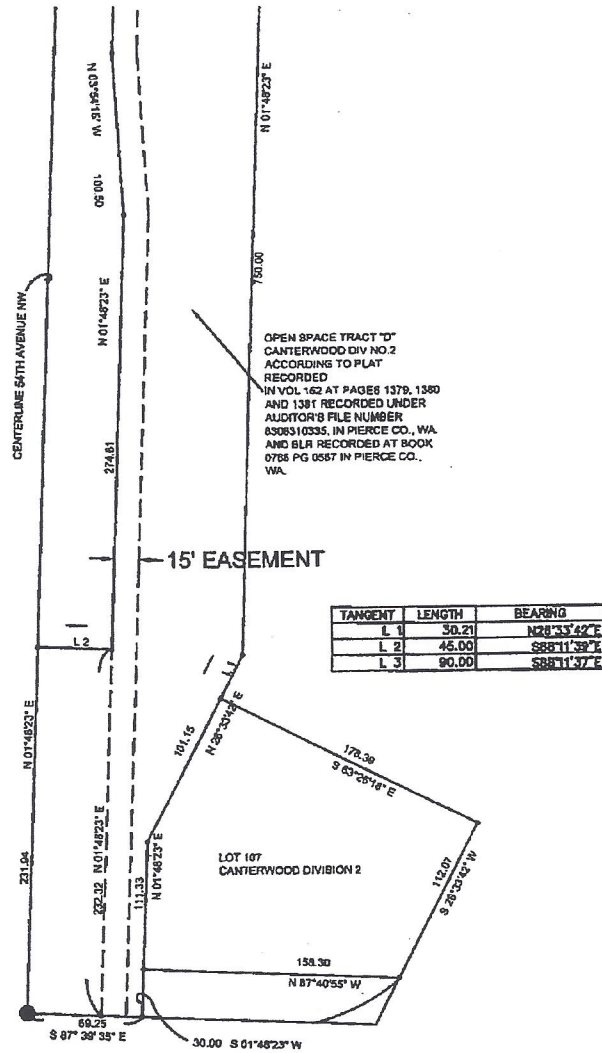 N 03°54'15" W
100.50
N 01°48'23" E
750.00
CENTERLINE 54TH AVENUE NW
N 01°48'23" E
274.61
OPEN SPACE TRACT "D"
CANTERWOOD DIV NO.2
ACCORDING TO PLAT
RECORDED
IN VOL 162 AT PAGES 1379, 1380
AND 1381 RECORDED UNDER
AUDITOR'S FILE NUMBER
8308310335, IN PIERCE CO., WA.
AND BLR RECORDED AT BOOK
0768 PG 0587 IN PIERCE CO.,
WA.
15' EASEMENT
TANGENT LENGTH BEARING
L 1 30.21 N28°33'42"E
L 2 45.00 S88°11'39"E
L 3 90.00 S88°11'37"E
L 2
L 1
N 01°48'23" E
231.94
101.15
N 26°33'42" E
178.39
S 63°26'18" E
112.07
S 26°33'42" W
232.32 N 01°48'23" E
111.33
N 01°48'23" E
LOT 107
CANTERWOOD DIVISION 2
158.30
N 87°40'55" W
69.25
S 87° 39' 35" E
30.00 S 01°48'23" W